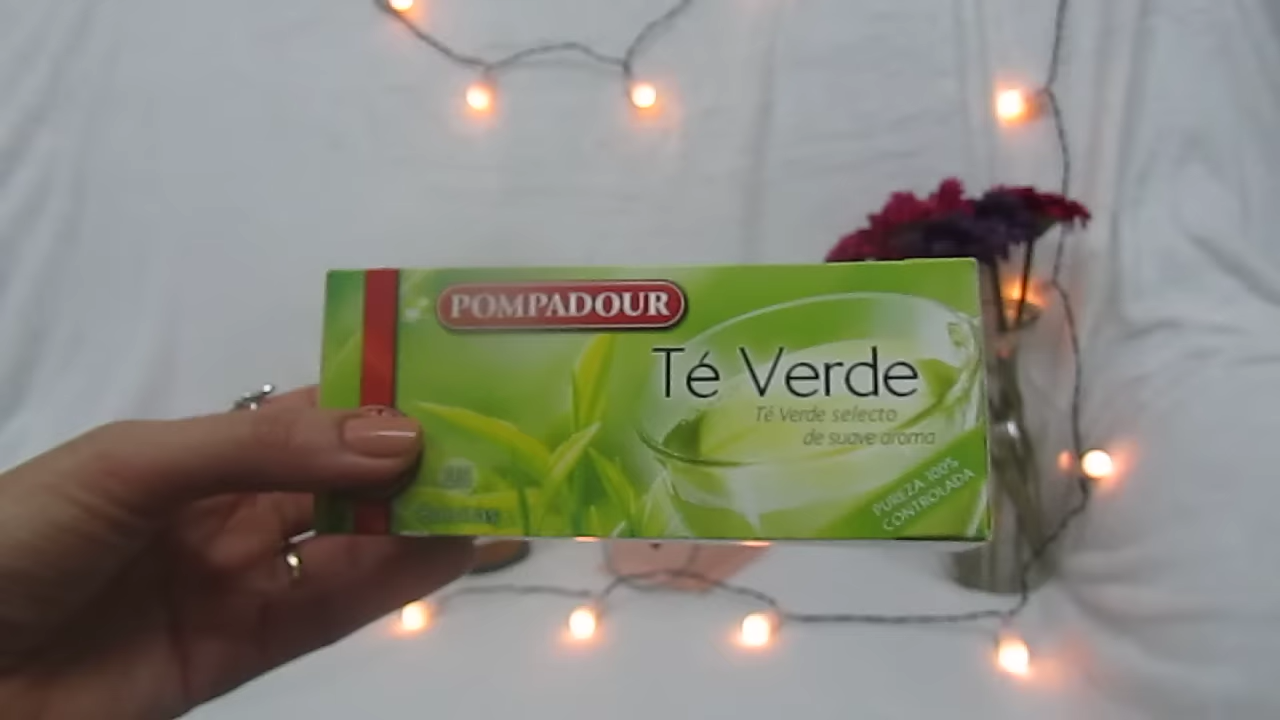 POMPADOUR
Té Verde
Té Verde selecto
de suave aroma
PUREZA 100%
CONTROLADA